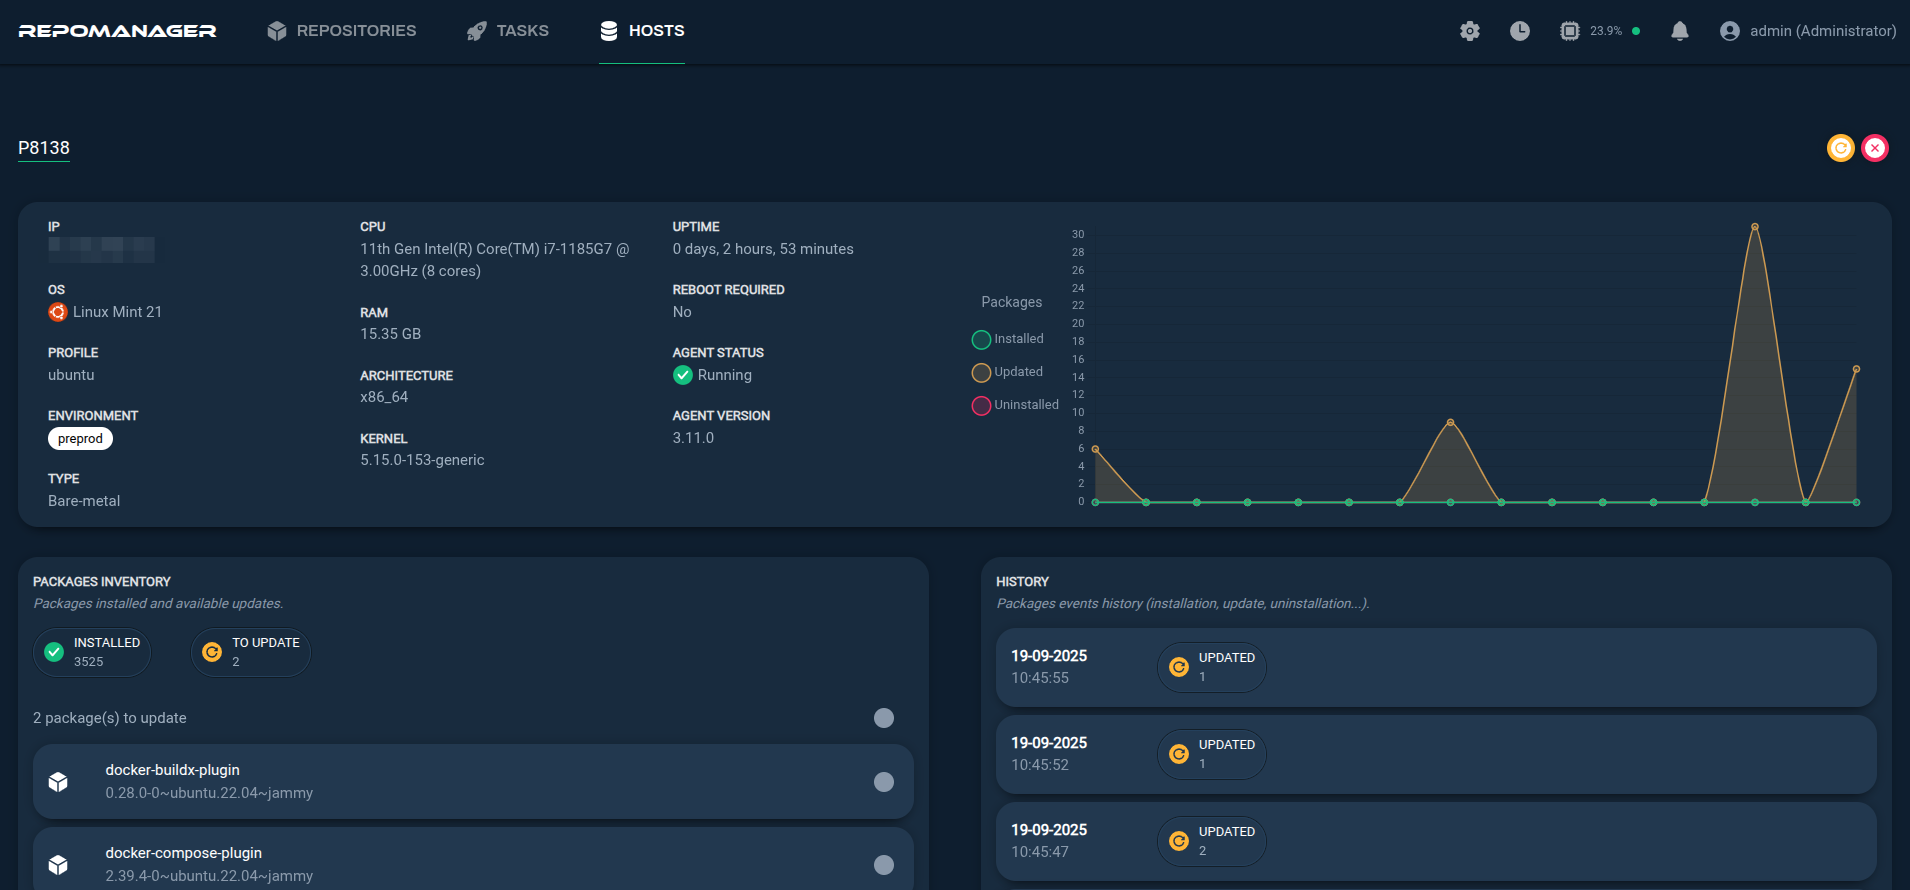 REPOMANAGER
REPOSITORIES
TASKS
HOSTS
23.9%
admin (Administrator)
P8138
IP
OS
Linux Mint 21
PROFILE
ubuntu
ENVIRONMENT
preprod
TYPE
Bare-metal
CPU
11th Gen Intel(R) Core(TM) i7-1185G7 @
3.00GHz (8 cores)
RAM
15.35 GB
ARCHITECTURE
x86_64
KERNEL
5.15.0-153-generic
UPTIME
0 days, 2 hours, 53 minutes
REBOOT REQUIRED
No
AGENT STATUS
Running
AGENT VERSION
3.11.0
Packages
Installed
Updated
Uninstalled
30
28
26
24
22
20
18
16
14
12
10
8
6
4
2
0
PACKAGES INVENTORY
Packages installed and available updates.
INSTALLED
3525
TO UPDATE
2
2 package(s) to update
docker-buildx-plugin
0.28.0-0~ubuntu.22.04~jammy
docker-compose-plugin
2.39.4-0~ubuntu.22.04~jammy
HISTORY
Packages events history (installation, update, uninstallation...).
19-09-2025
10:45:55
UPDATED
1
19-09-2025
10:45:52
UPDATED
1
19-09-2025
10:45:47
UPDATED
2